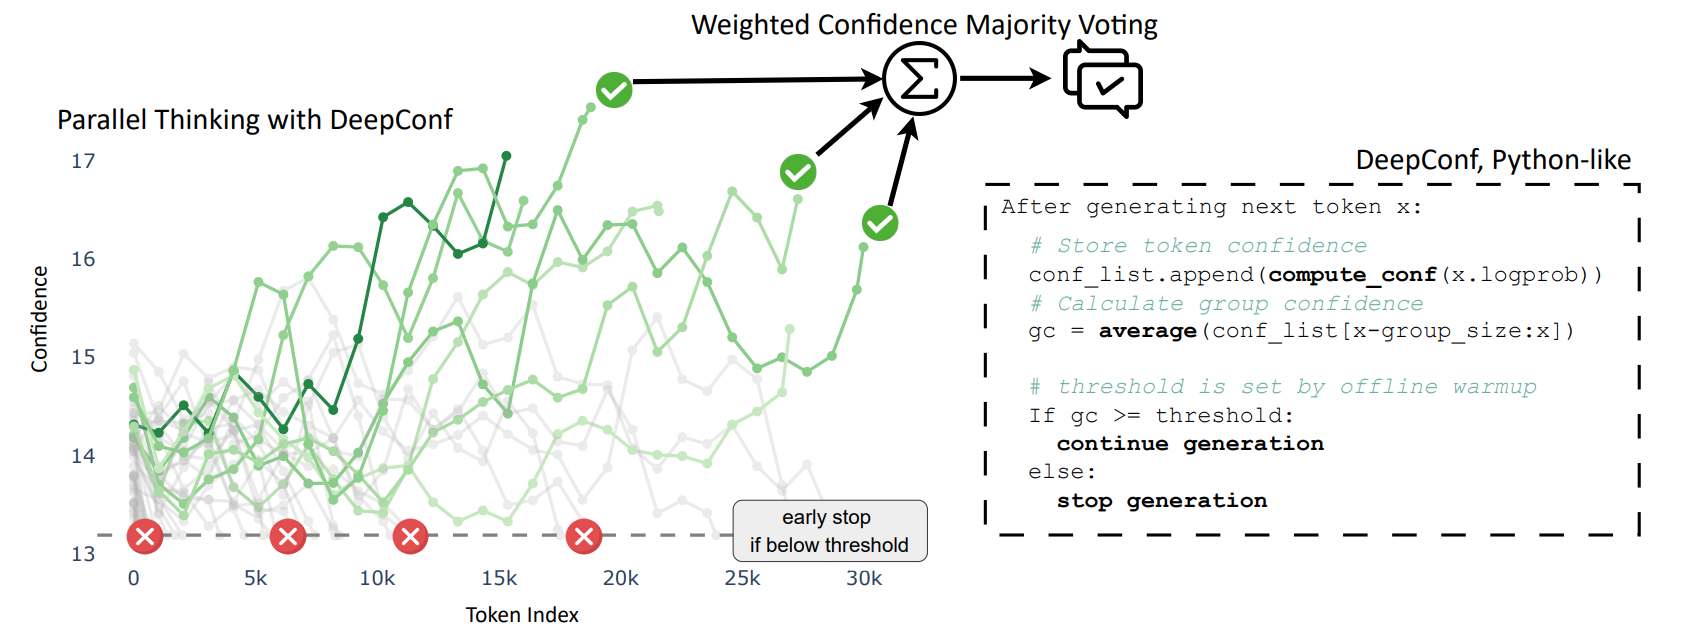 Weighted Confidence Majority Voting
Parallel Thinking with DeepConf
17
16
15
14
13
Confidence
0
5k
10k
15k
20k
25k
30k
Token Index
early stop
if below threshold
DeepConf, Python-like
After generating next token x:
# Store token confidence
conf_list.append(compute_conf(x.logprob))
# Calculate group confidence
gc = average(conf_list[x-group_size:x])
# threshold is set by offline warmup
If gc >= threshold:
continue generation
else:
stop generation